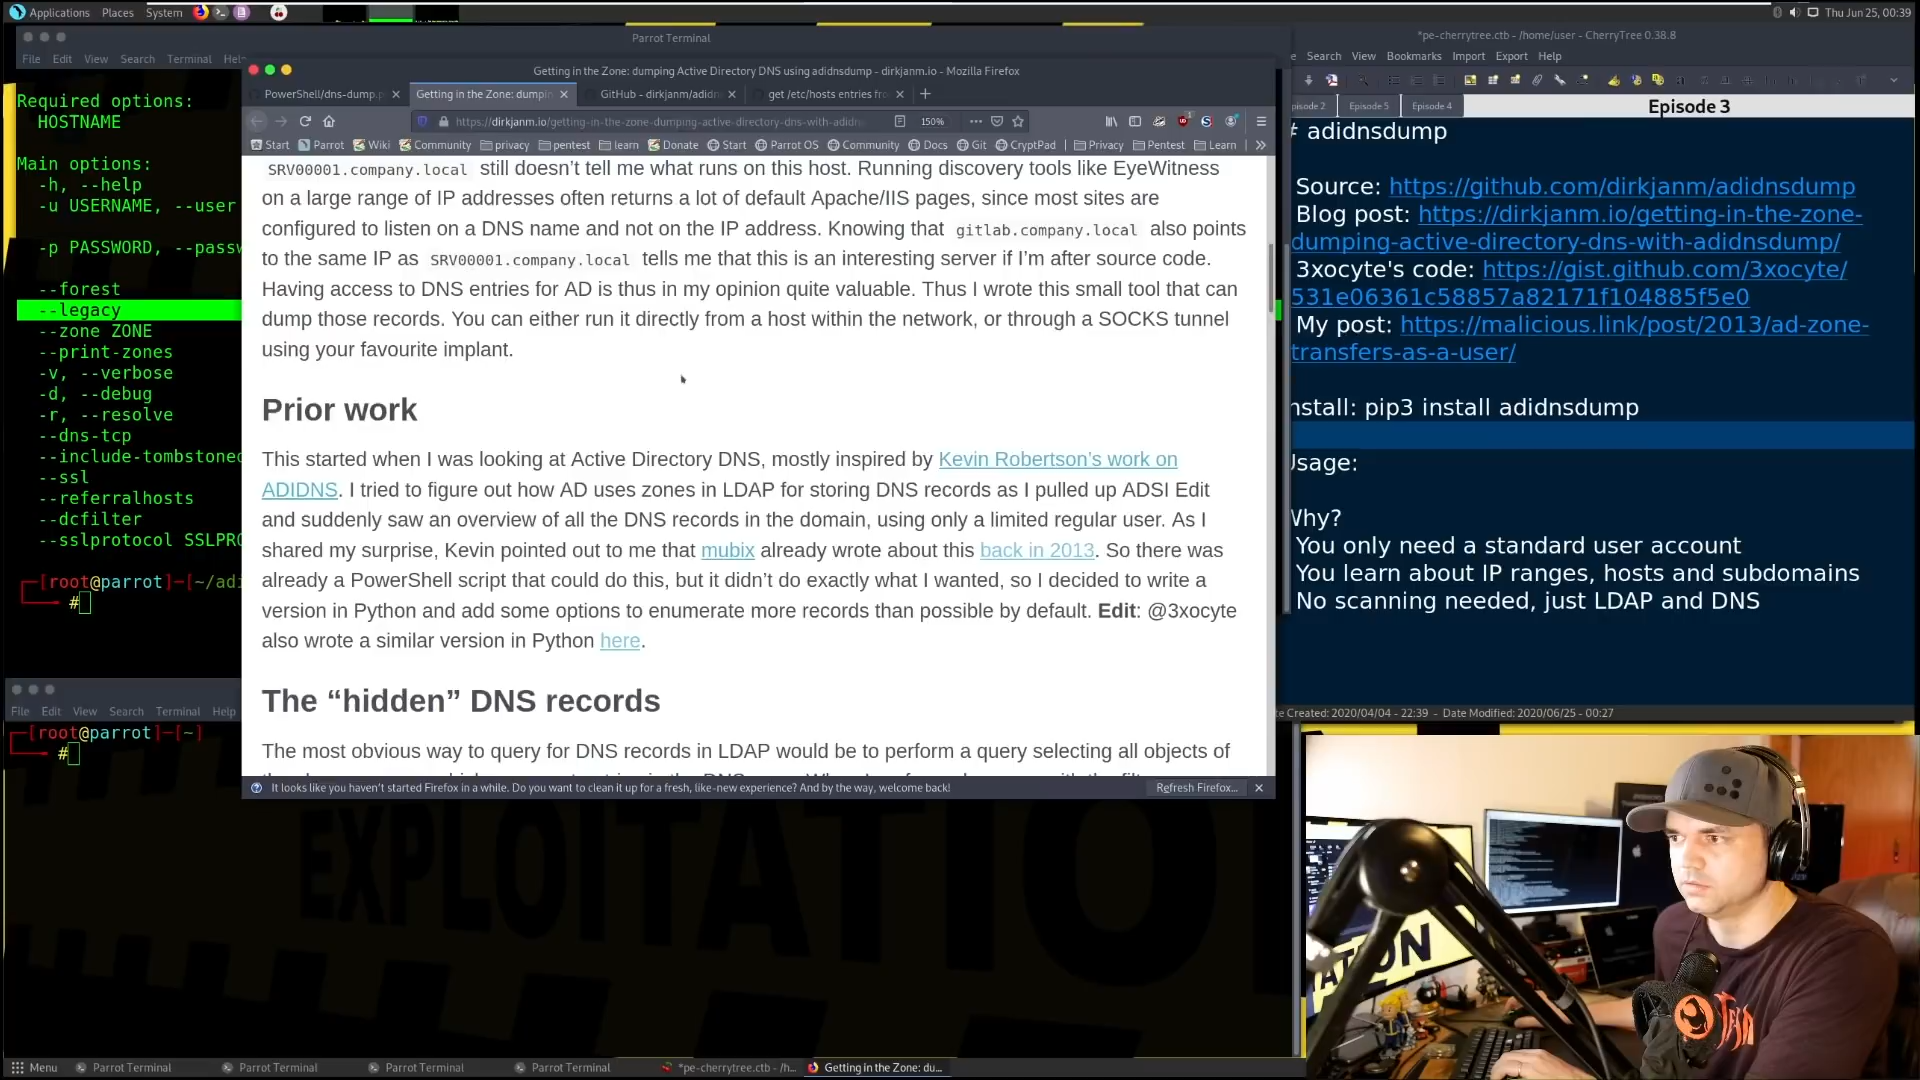 Applications Places System Thu Jun 25, 00:39
Parrot Terminal
File Edit View Search Terminal
Required options:
HOSTNAME
Main options:
-h, --help
-u USERNAME, --user
-p PASSWORD, --passw
--forest
--legacy
--zone ZONE
--print-zones
-v, --verbose
-d, --debug
-r, --resolve
--dns-tcp
--include-tombstoned
--ssl
--referralhosts
--dcfilter
--sslprotocol SSLPRO
[root@parrot]-[~/adi
#
File Edit View Search Terminal Help
[root@parrot]-[~]
#
Getting in the Zone: dumping Active Directory DNS using adidnsdump - dirkjanm.io - Mozilla Firefox
PowerShell/dns-dump.p Getting in the Zone: dumpin GitHub - dirkjanm/adidn get /etc/hosts entries fro
https://dirkjanm.io/getting-in-the-zone-dumping-active-directory-dns-with-adidn 150%
Start Parrot Wiki Community privacy pentest learn Donate Start Parrot OS Community Docs Git CryptPad Privacy Pentest Learn
SRV00001.company.local still doesn’t tell me what runs on this host. Running discovery tools like EyeWitness
on a large range of IP addresses often returns a lot of default Apache/IIS pages, since most sites are
configured to listen on a DNS name and not on the IP address. Knowing that gitlab.company.local also points
to the same IP as SRV00001.company.local tells me that this is an interesting server if I’m after source code.
Having access to DNS entries for AD is thus in my opinion quite valuable. Thus I wrote this small tool that can
dump those records. You can either run it directly from a host within the network, or through a SOCKS tunnel
using your favourite implant.
Prior work
This started when I was looking at Active Directory DNS, mostly inspired by Kevin Robertson’s work on
ADIDNS. I tried to figure out how AD uses zones in LDAP for storing DNS records as I pulled up ADSI Edit
and suddenly saw an overview of all the DNS records in the domain, using only a limited regular user. As I
shared my surprise, Kevin pointed out to me that mubix already wrote about this back in 2013. So there was
already a PowerShell script that could do this, but it didn’t do exactly what I wanted, so I decided to write a
version in Python and add some options to enumerate more records than possible by default. Edit: @3xocyte
also wrote a similar version in Python here.
The “hidden” DNS records
The most obvious way to query for DNS records in LDAP would be to perform a query selecting all objects of
It looks like you haven't started Firefox in a while. Do you want to clean it up for a fresh, like-new experience? And by the way, welcome back! Refresh Firefox...
*pe-cherrytree.ctb - /home/user - CherryTree 0.38.8
Search View Bookmarks Import Export Help
pisode 2 Episode 5 Episode 4 Episode 3
# adidnsdump
Source: https://github.com/dirkjanm/adidnsdump
Blog post: https://dirkjanm.io/getting-in-the-zone-
dumping-active-directory-dns-with-adidnsdump/
3xocyte's code: https://gist.github.com/3xocyte/
531e06361c58857a82171f104885f5e0
My post: https://malicious.link/post/2013/ad-zone-
transfers-as-a-user/
nstall: pip3 install adidnsdump
Usage:
Why?
You only need a standard user account
You learn about IP ranges, hosts and subdomains
No scanning needed, just LDAP and DNS
te Created: 2020/04/04 - 22:39 - Date Modified: 2020/06/25 - 00:27
EXPLOITATIO
ATION
Menu Parrot Terminal Parrot Terminal Parrot Terminal Parrot Terminal *pe-cherrytree.ctb - /h... Getting in the Zone: du...